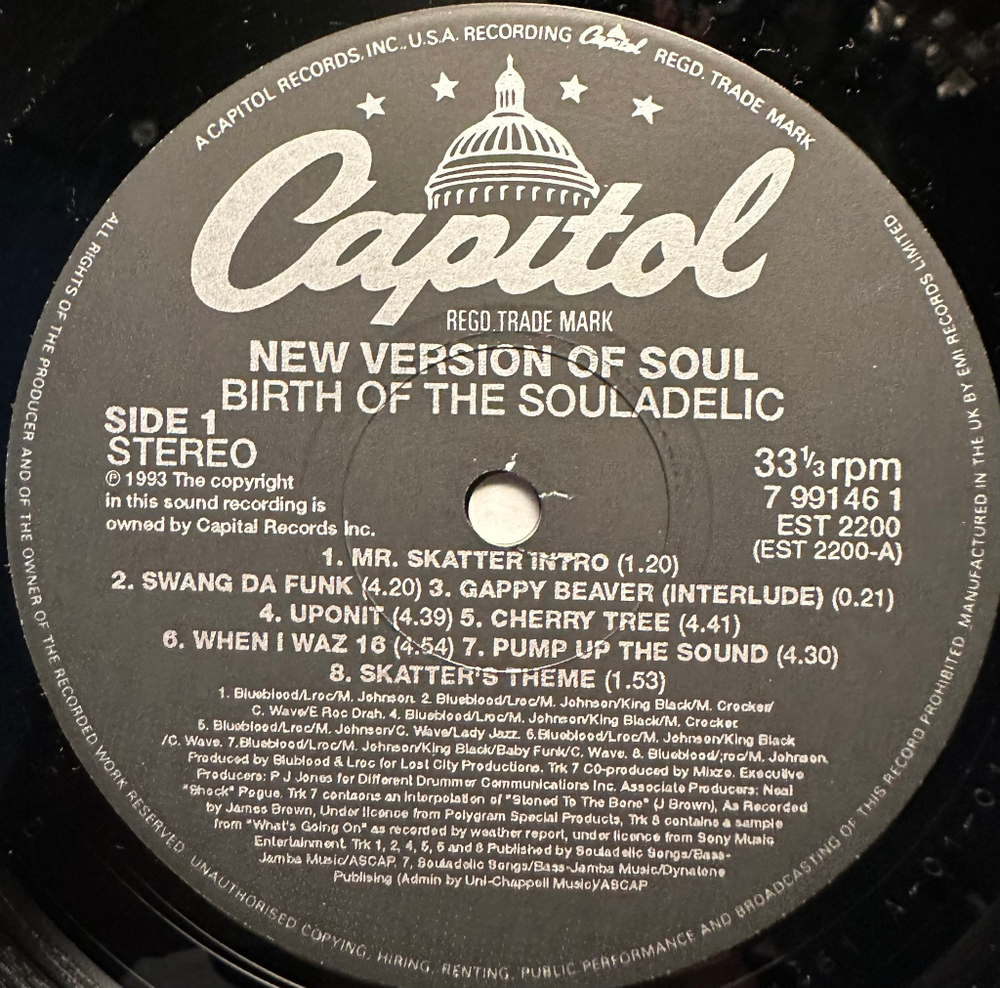 A CAPITOL RECORDS. INC., U.S.A. RECORDING Capitol REGD. TRADE MARK
Capitol
REGD. TRADE MARK
NEW VERSION OF SOUL
BIRTH OF THE SOULADELIC
SIDE 1
STEREO
℗ 1993 The copyright
in this sound recording is
owned by Capital Records Inc.
33 1/3 rpm
7 99146 1
EST 2200
(EST 2200-A)
1. MR. SKATTER INTRO (1.20)
2. SWANG DA FUNK (4.20) 3. GAPPY BEAVER (INTERLUDE) (0.21)
4. UPONIT (4.39) 5. CHERRY TREE (4.41)
6. WHEN I WAZ 16 (4.54) 7. PUMP UP THE SOUND (4.30)
8. SKATTER'S THEME (1.53)
1. Blueblood/Lroc/M. Johnson. 2. Blueblood/Lroc/M. Johnson/King Black/M. Crocker/
C. Wave/E Roc Drah. 4. Blueblood/Lroc/M. Johnson/King Black/M. Crocker.
5. Blueblood/Lroc/M. Johnson/C. Wave/Lady Jazz. 6.Blueblood/Lroc/M. Johnson/King Black
/C. Wave. 7.Blueblood/Lroc/M. Johnson/King Black/Baby Funk/C. Wave. 8. Blueblood/;roc/M. Johnson.
Produced by Blublood & Lroc for Lost City Productions. Trk 7 CO-produced by Mixzo. Executive
Producers: P J Jones for Different Drummer Communications Inc. Associate Producers: Neal
"Shock" Pogue. Trk 7 contaons an Interpolation of "Stoned To The Bone" (J Brown), As Recorded
by James Brown, Under licence from Polygram Special Products, Trk 8 contains a sample
from "What's Going On" as recorded by weather report, under licence from Sony Music
Entertainment. Trk 1, 2, 4, 5, 6 and 8 Published by Souladelic Songs/Bass-
Jamba Music/ASCAP. 7, Souladelic Songs/Bass-Jamba Music/Dynatone
Publising (Admin by Uni-Chappell Music)/ASCAP
ALL RIGHTS OF THE PRODUCER AND OF THE OWNER OF THE RECORDED WORK RESERVED. UNAUTHORISED COPYING, HIRING, RENTING, PUBLIC PERFORMANCE AND BROADCASTING OF THIS RECORD PROHIBITED. MANUFACTURED IN THE UK BY EMI RECORDS LIMITED